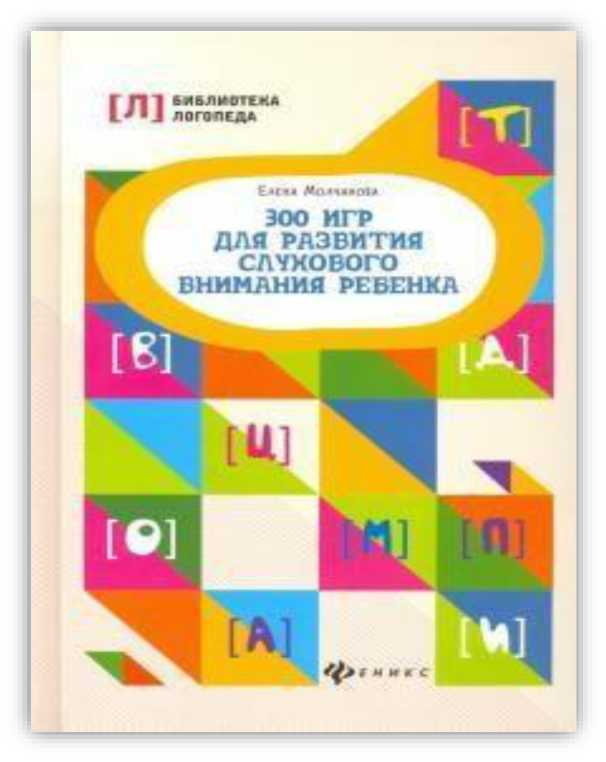 [Л] БИБЛИОТЕКА
ЛОГОПЕДА
[Т]
Елена Молчанова
300 ИГР
ДЛЯ РАЗВИТИЯ
СЛУХОВОГО
ВНИМАНИЯ РЕБЕНКА
[В] [Д]
[Ц]
[О] [М] [П]
[А] [И]
ФЕНИКС